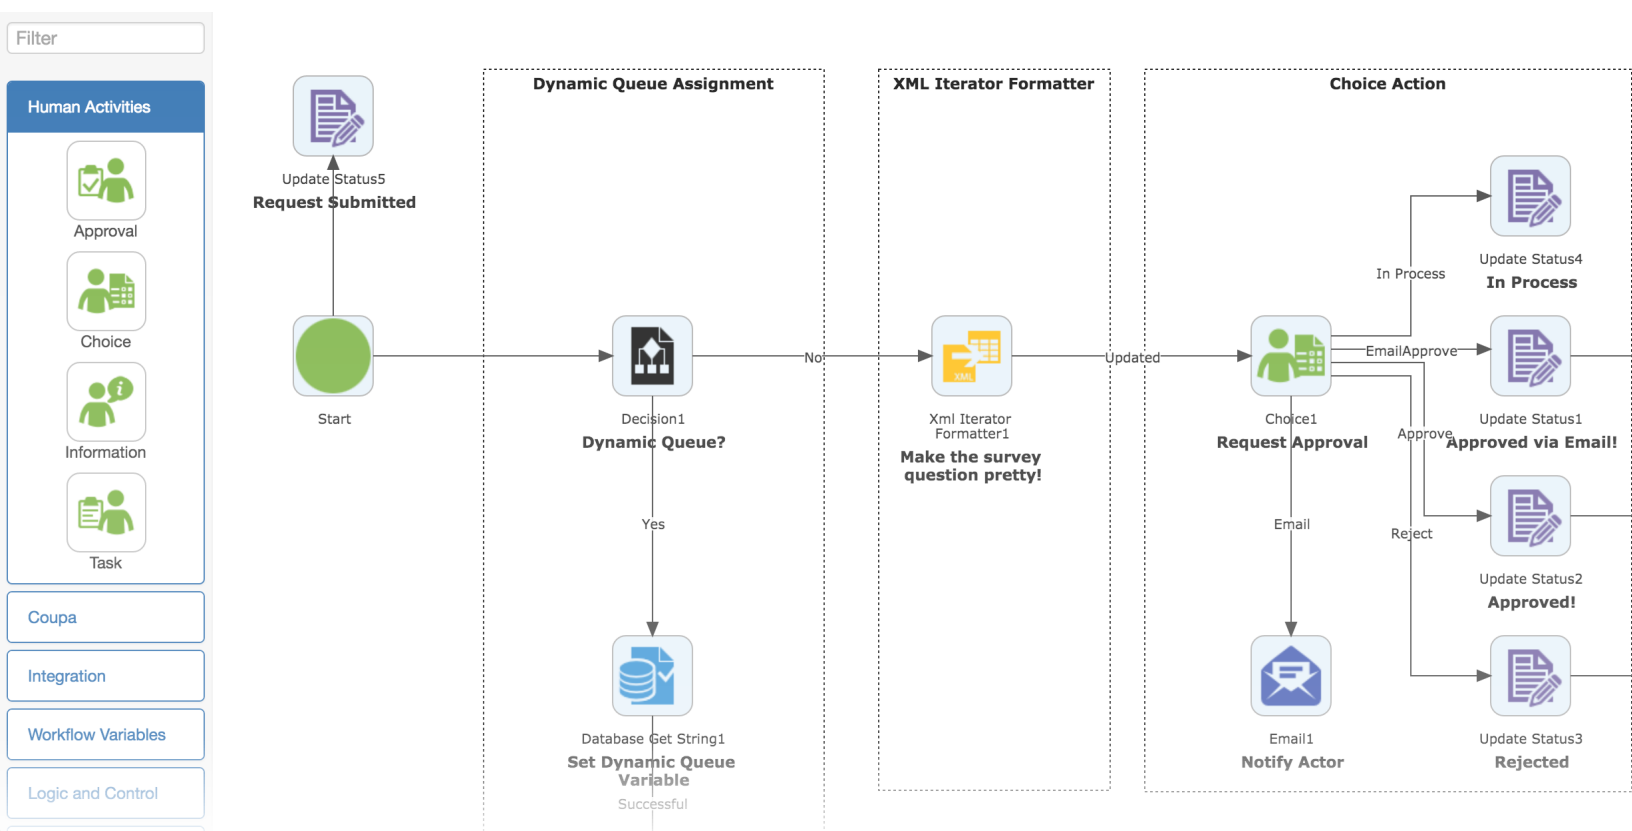 Filter
Human Activities
Approval
Choice
Information
Task
Coupa
Integration
Workflow Variables
Logic and Control
Update Status5
Request Submitted
Start
Dynamic Queue Assignment
Decision1
Dynamic Queue?
No
Yes
Database Get String1
Set Dynamic Queue
Variable
Successful
XML Iterator Formatter
XML
Xml Iterator
Formatter1
Make the survey
question pretty!
Updated
Choice Action
Choice1
Request Approval
Email
Email1
Notify Actor
In Process
EmailApprove
Approve
Reject
Update Status4
In Process
Update Status1
Approved via Email!
Update Status2
Approved!
Update Status3
Rejected